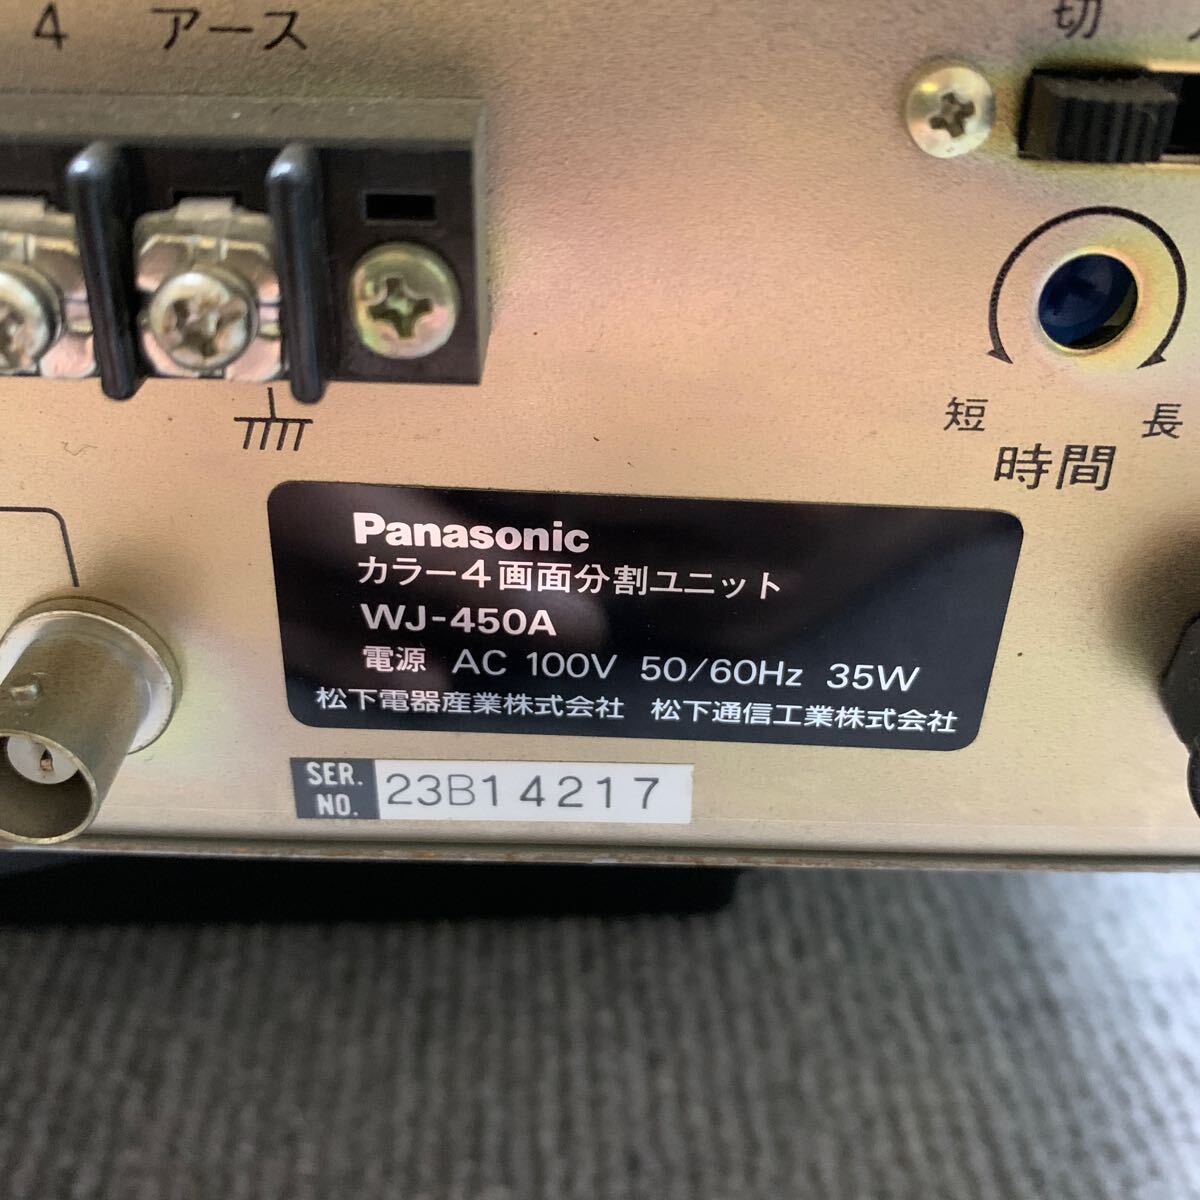 4 アース
切
短 長
時間
Panasonic
カラー4画面分割ユニット
WJ-450A
電源 AC 100V 50/60Hz 35W
松下電器産業株式会社 松下通信工業株式会社
SER. NO. 23B14217